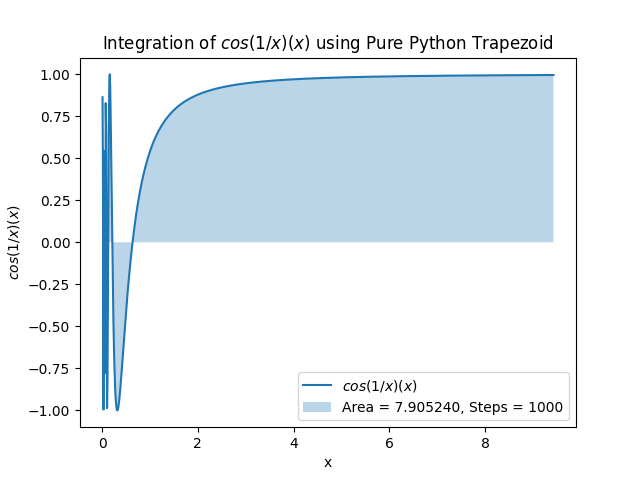 Integration of cos(1/x)(x) using Pure Python Trapezoid
1.00
0.75
0.50
0.25
0.00
−0.25
−0.50
−0.75
−1.00
cos(1/x)(x)
0
2
4
6
8
x
cos(1/x)(x)
Area = 7.905240, Steps = 1000